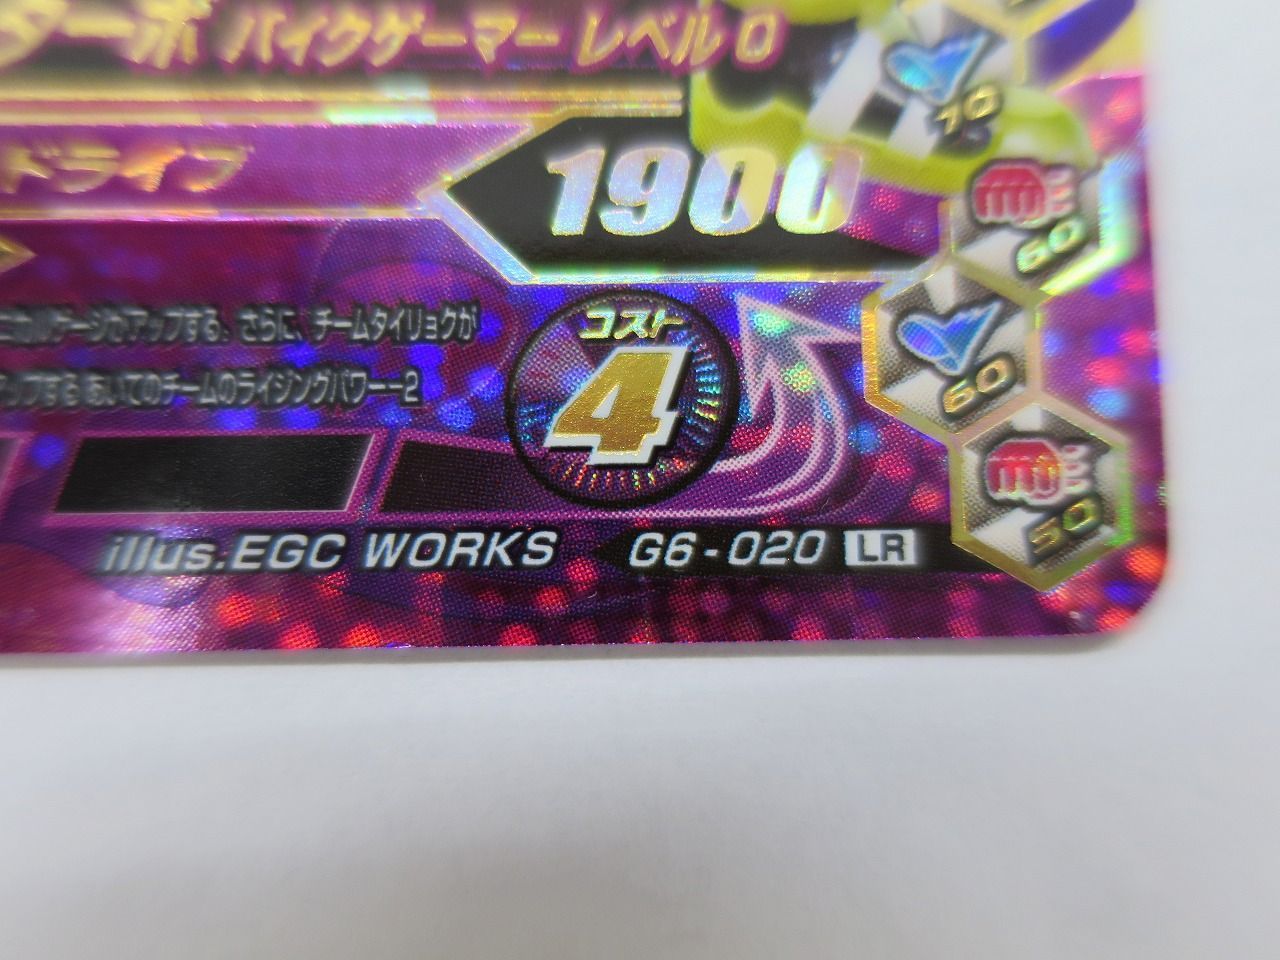 ターボ バイクゲーマー レベル0
10
ドライブ
1900
60
ゲージがアップする。さらに、チームタイリョクが
コスト
4
60
アップする あいてのチームのライジングパワー-2
50
illus.EGC WORKS
G6-020 LR